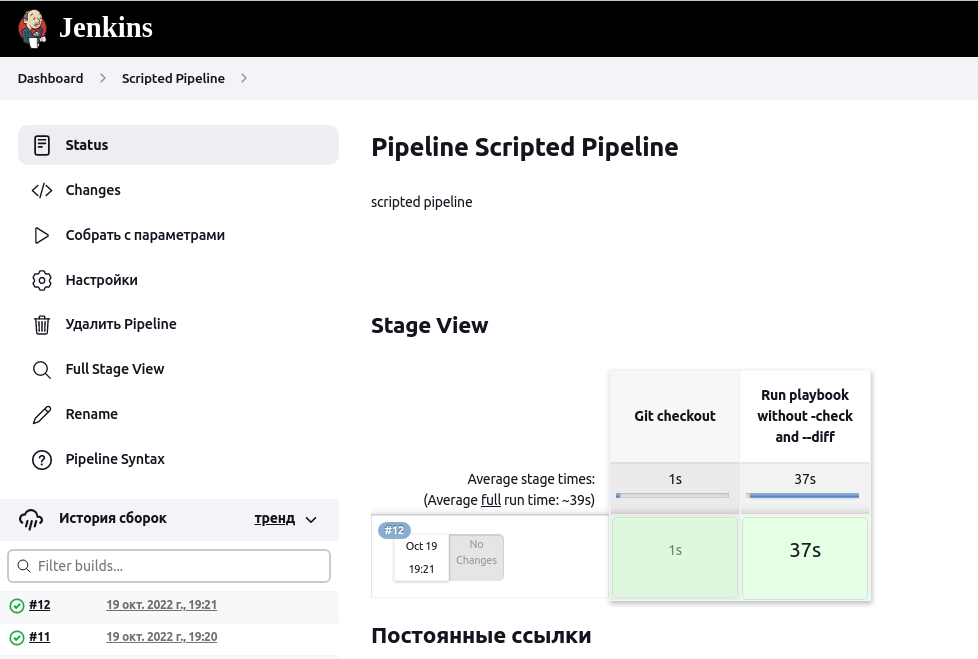 Jenkins
Dashboard
Scripted Pipeline
Status
Changes
Собрать с параметрами
Настройки
Удалить Pipeline
Full Stage View
Rename
Pipeline Syntax
История сборок
тренд
Filter builds...
#12 19 окт. 2022 г., 19:21
#11 19 окт. 2022 г., 19:20
Pipeline Scripted Pipeline
scripted pipeline
Stage View
Git checkout
Run playbook
without -check
and --diff
Average stage times:
(Average full run time: ~39s)
1s
37s
#12
Oct 19
19:21
No
Changes
1s
37s
Постоянные ссылки